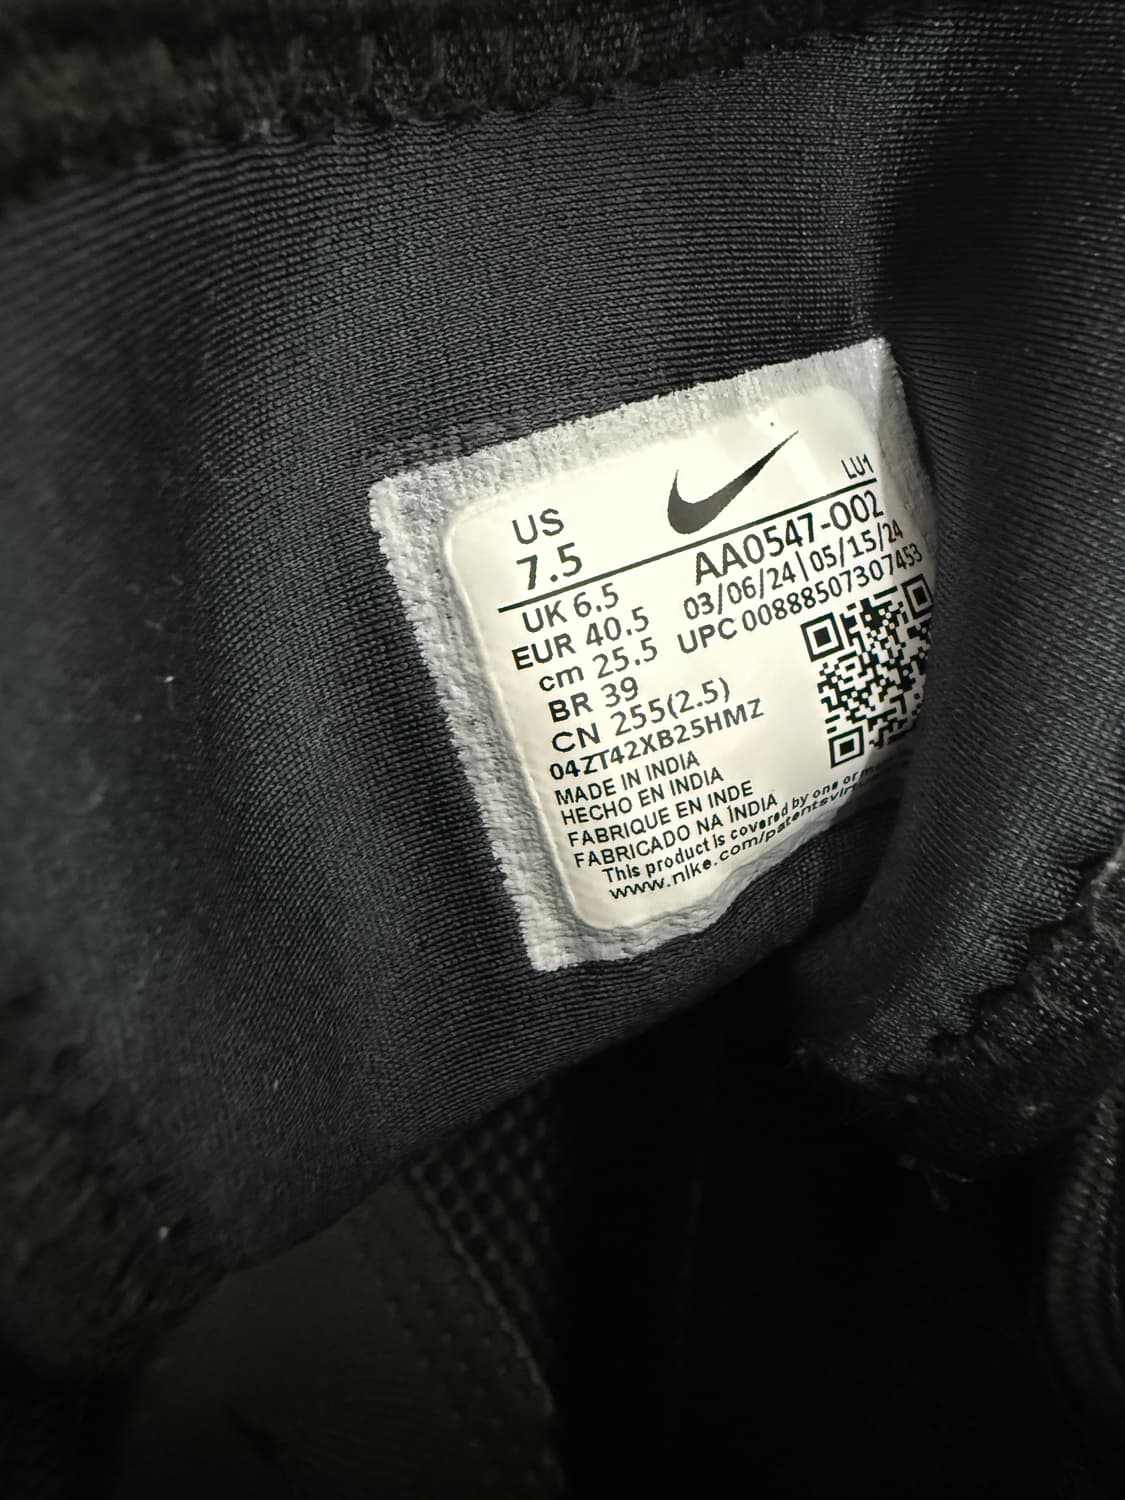 US
7.5
LU1
UK 6.5
AA0547-002
EUR 40.5
03/06/24|05/15/24
cm 25.5
UPC 00888507307453
BR 39
CN 255(2.5)
04ZT42XB25HMZ
MADE IN INDIA
HECHO EN INDIA
FABRIQUE EN INDE
FABRICADO NA ÍNDIA
This product is covered by one or
www.nike.com/patents